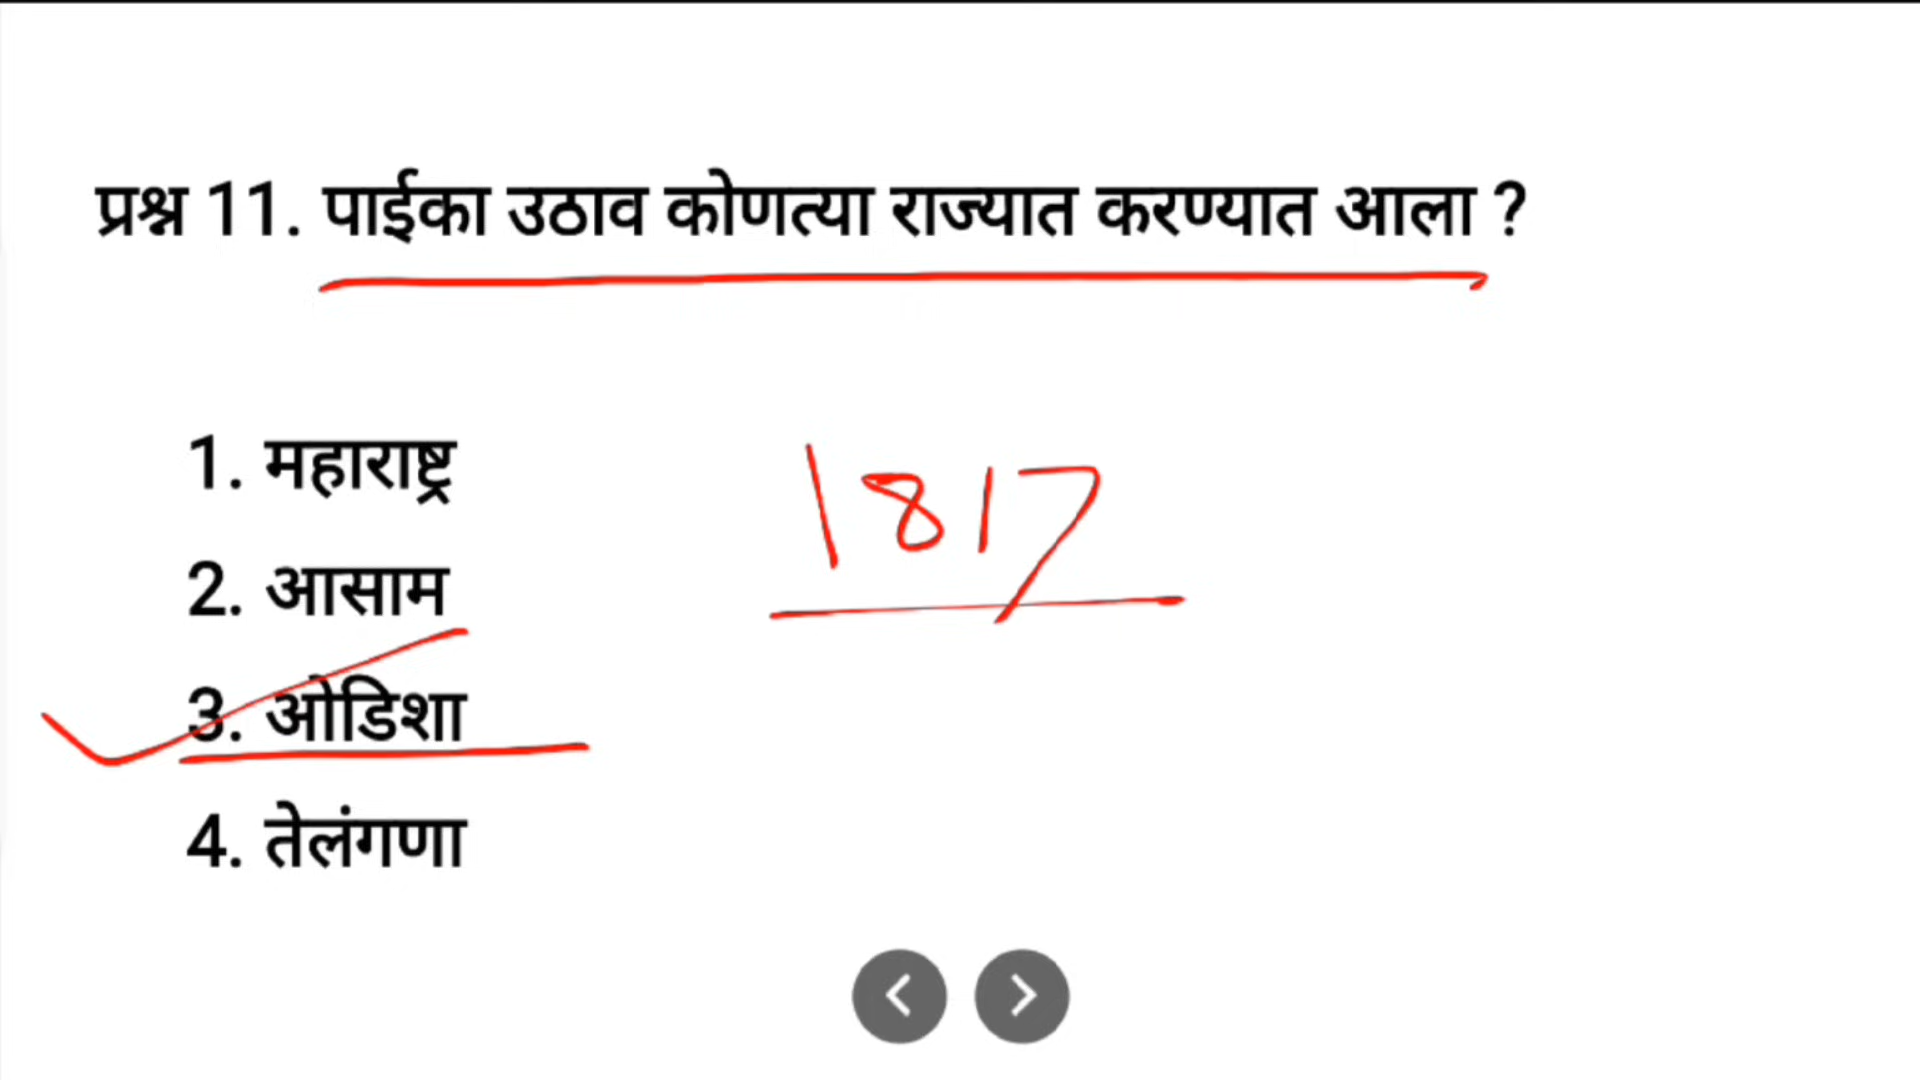 प्रश्न 11. पाईका उठाव कोणत्या राज्यात करण्यात आला ?
1. महाराष्ट्र
1817
2. आसाम
3. ओडिशा
4. तेलंगणा